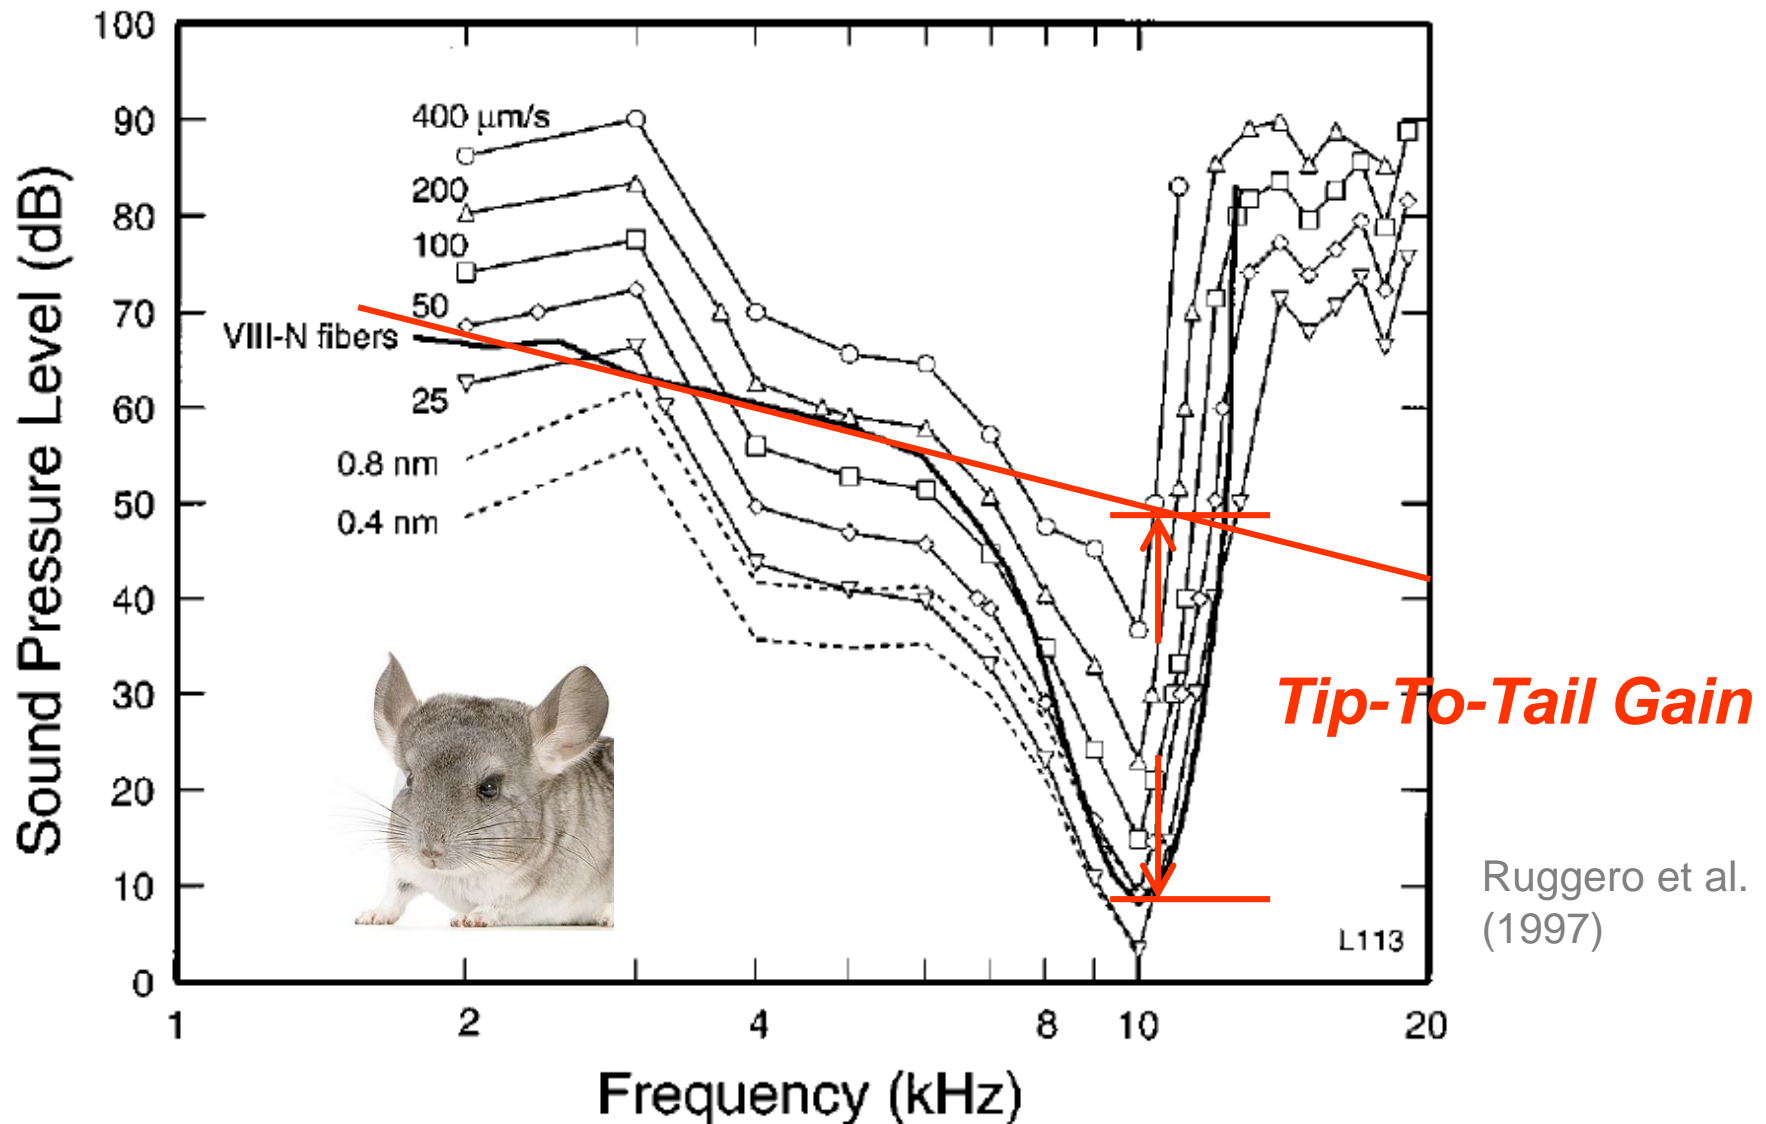 100
90
80
70
60
50
40
30
20
10
0
Sound Pressure Level (dB)
400 μm/s
200
100
50
VIII-N fibers
25
0.8 nm
0.4 nm
Tip-To-Tail Gain
Ruggero et al.
(1997)
L113
1 2 4 8 10 20
Frequency (kHz)